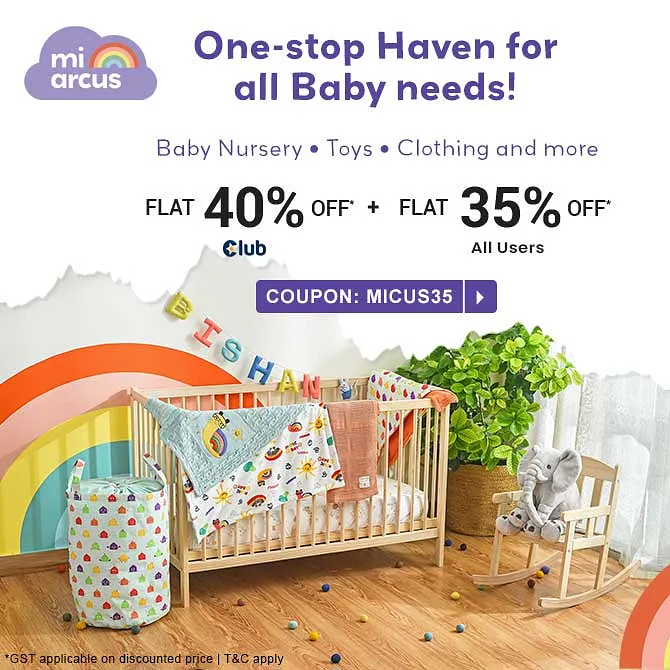 mi
arcus
One-stop Haven for
all Baby needs!
Baby Nursery • Toys • Clothing and more
FLAT 40% OFF* + FLAT 35% OFF*
Club
All Users
COUPON: MICUS35
BISHAN
*GST applicable on discounted price | T&C apply